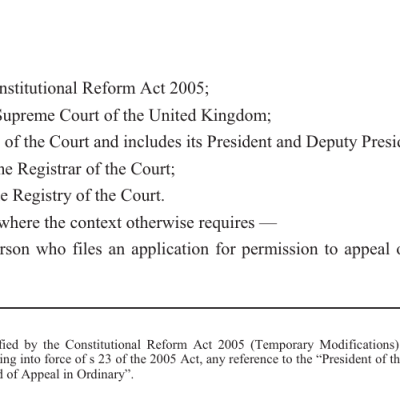 nstitutional Reform Act 2005;
Supreme Court of the United Kingdom;
of the Court and includes its President and Deputy Presi
he Registrar of the Court;
e Registry of the Court.
where the context otherwise requires —
rson who files an application for permission to appeal
fied by the Constitutional Reform Act 2005 (Temporary Modifications)
ing into force of s 23 of the 2005 Act, any reference to the “President of th
d of Appeal in Ordinary”.